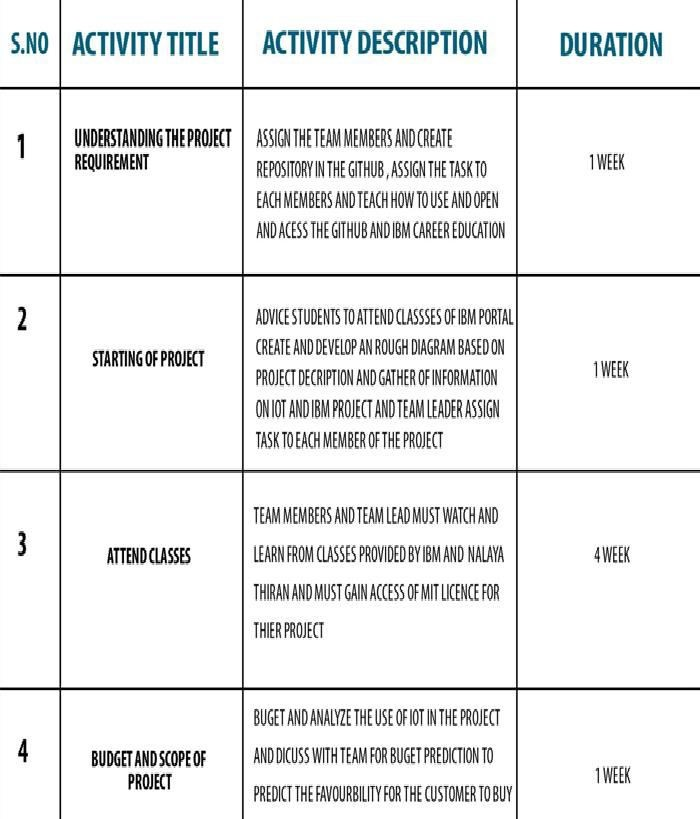 S.NO ACTIVITY TITLE ACTIVITY DESCRIPTION DURATION
1
UNDERSTANDING THE PROJECT
REQUIREMENT
ASSIGN THE TEAM MEMBERS AND CREATE
REPOSITORY IN THE GITHUB , ASSIGN THE TASK TO
EACH MEMBERS AND TEACH HOW TO USE AND OPEN
AND ACESS THE GITHUB AND IBM CAREER EDUCATION
1 WEEK
2
STARTING OF PROJECT
ADVICE STUDENTS TO ATTEND CLASSSES OF IBM PORTAL
CREATE AND DEVELOP AN ROUGH DIAGRAM BASED ON
PROJECT DECRIPTION AND GATHER OF INFORMATION
ON IOT AND IBM PROJECT AND TEAM LEADER ASSIGN
TASK TO EACH MEMBER OF THE PROJECT
1 WEEK
3
ATTEND CLASSES
TEAM MEMBERS AND TEAM LEAD MUST WATCH AND
LEARN FROM CLASSES PROVIDED BY IBM AND NALAYA
THIRAN AND MUST GAIN ACCESS OF MIT LICENCE FOR
THIER PROJECT
4 WEEK
4
BUDGET AND SCOPE OF
PROJECT
BUGET AND ANALYZE THE USE OF IOT IN THE PROJECT
AND DICUSS WITH TEAM FOR BUGET PREDICTION TO
PREDICT THE FAVOURBILITY FOR THE CUSTOMER TO BUY
1 WEEK